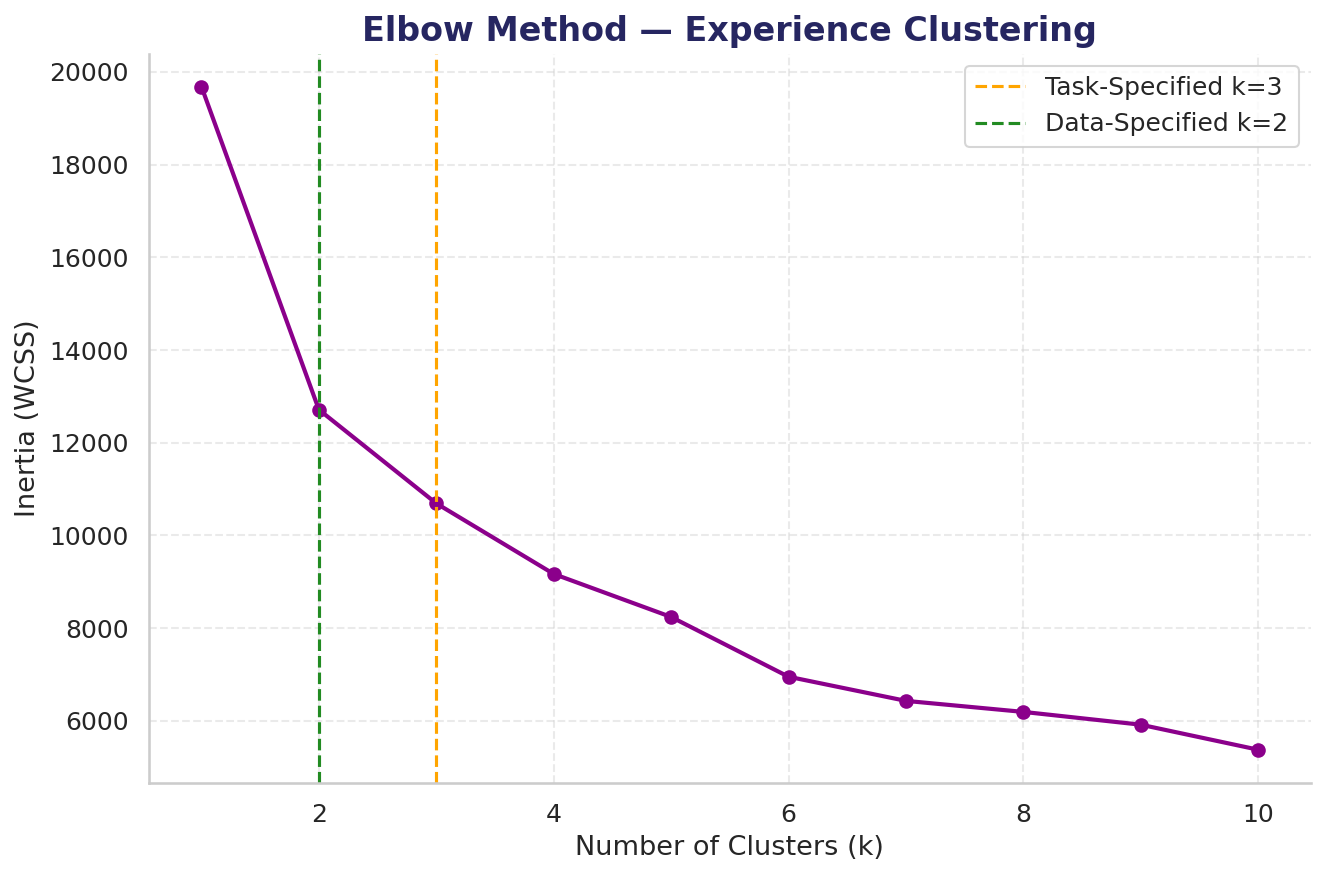 Elbow Method — Experience Clustering
Task-Specified k=3
Data-Specified k=2
Inertia (WCSS)
20000
18000
16000
14000
12000
10000
8000
6000
2 4 6 8 10
Number of Clusters (k)